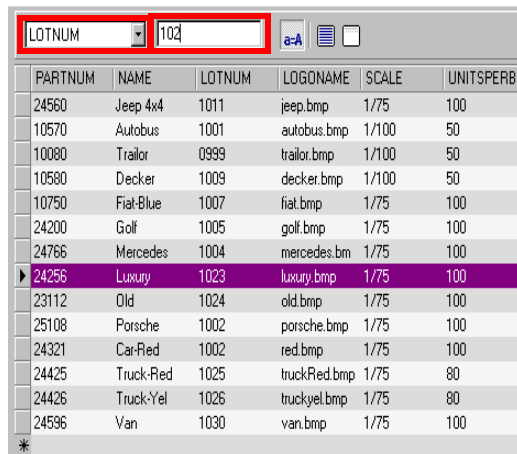 LOTNUM 102 a=A
PARTNUM NAME LOTNUM LOGONAME SCALE UNITSPERB
24560 Jeep 4x4 1011 jeep.bmp 1/75 100
10570 Autobus 1001 autobus.bmp 1/100 50
10080 Trailor 0999 trailor.bmp 1/100 50
10580 Decker 1009 decker.bmp 1/100 50
10750 Fiat-Blue 1007 fiat.bmp 1/75 100
24200 Golf 1005 golf.bmp 1/75 100
24766 Mercedes 1004 mercedes.bm 1/75 100
24256 Luxury 1023 luxury.bmp 1/75 100
23112 Old 1024 old.bmp 1/75 100
25108 Porsche 1002 porsche.bmp 1/75 100
24321 Car-Red 1002 red.bmp 1/75 100
24425 Truck-Red 1025 truckRed.bmp 1/75 80
24426 Truck-Yel 1026 truckyel.bmp 1/75 80
24596 Van 1030 van.bmp 1/75 100